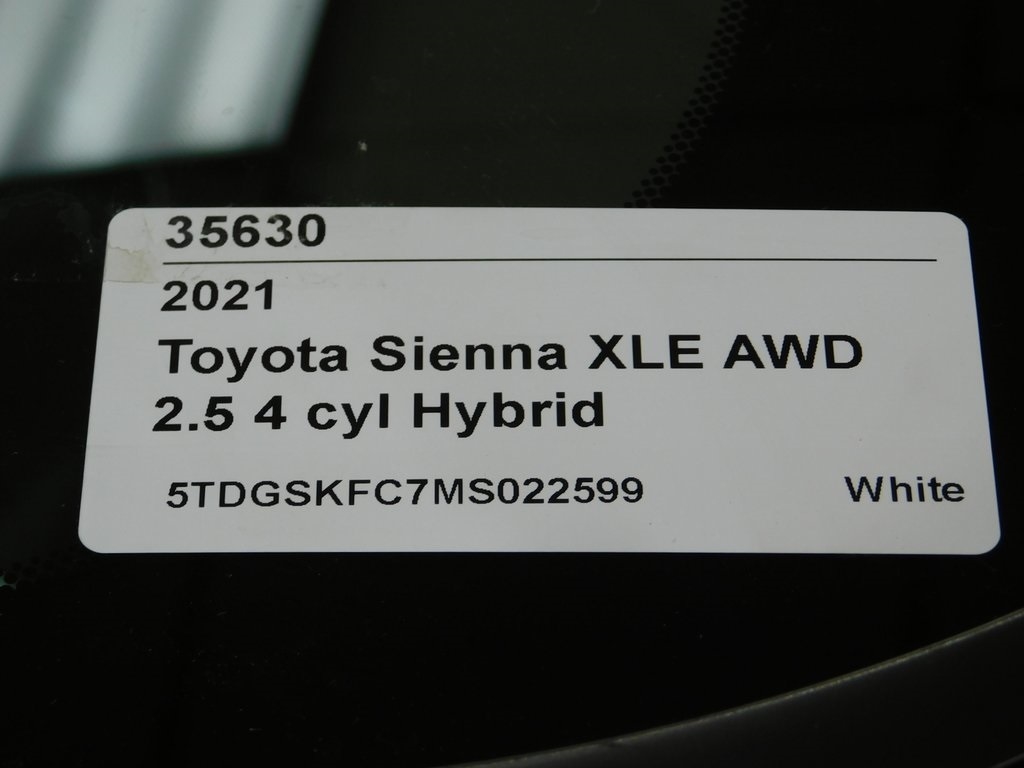 35630
2021
Toyota Sienna XLE AWD
2.5 4 cyl Hybrid
5TDGSKFC7MS022599 White